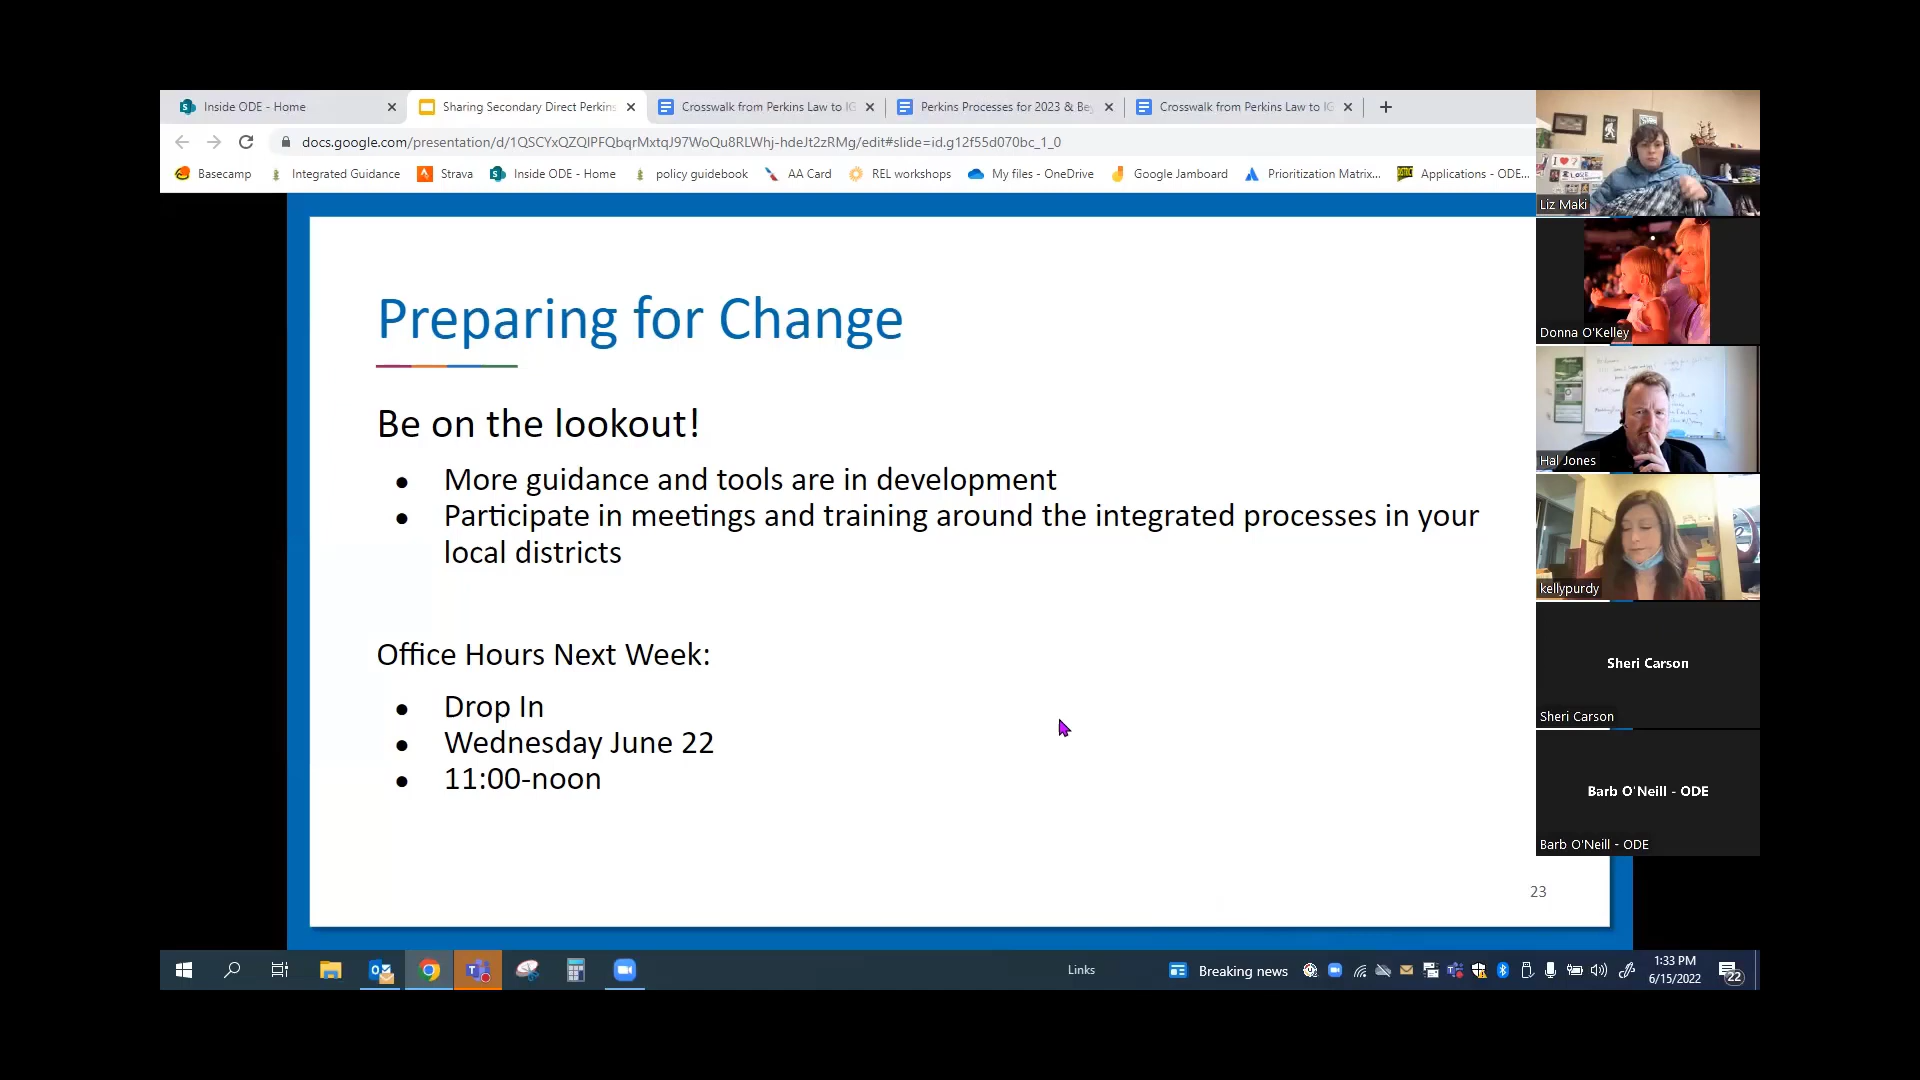 Inside ODE - Home
Sharing Secondary Direct Perkins
Crosswalk from Perkins Law to IG
Perkins Processes for 2023 & Be
Crosswalk from Perkins Law to IG
docs.google.com/presentation/d/1QSCYxQZQlPFQbqrMxtqJ97WoQu8RLWhj-hdeJt2zRMg/edit#slide=id.g12f55d070bc_1_0
Basecamp
Integrated Guidance
Strava
Inside ODE - Home
policy guidebook
AA Card
REL workshops
My files - OneDrive
Google Jamboard
Prioritization Matrix...
Applications - ODE...
Preparing for Change
Be on the lookout!
● More guidance and tools are in development
● Participate in meetings and training around the integrated processes in your
local districts
Office Hours Next Week:
● Drop In
● Wednesday June 22
● 11:00-noon
23
Liz Maki
Donna O'Kelley
Hal Jones
kellypurdy
Sheri Carson
Sheri Carson
Barb O'Neill - ODE
Barb O'Neill - ODE
Links
Breaking news
1:33 PM
6/15/2022
22